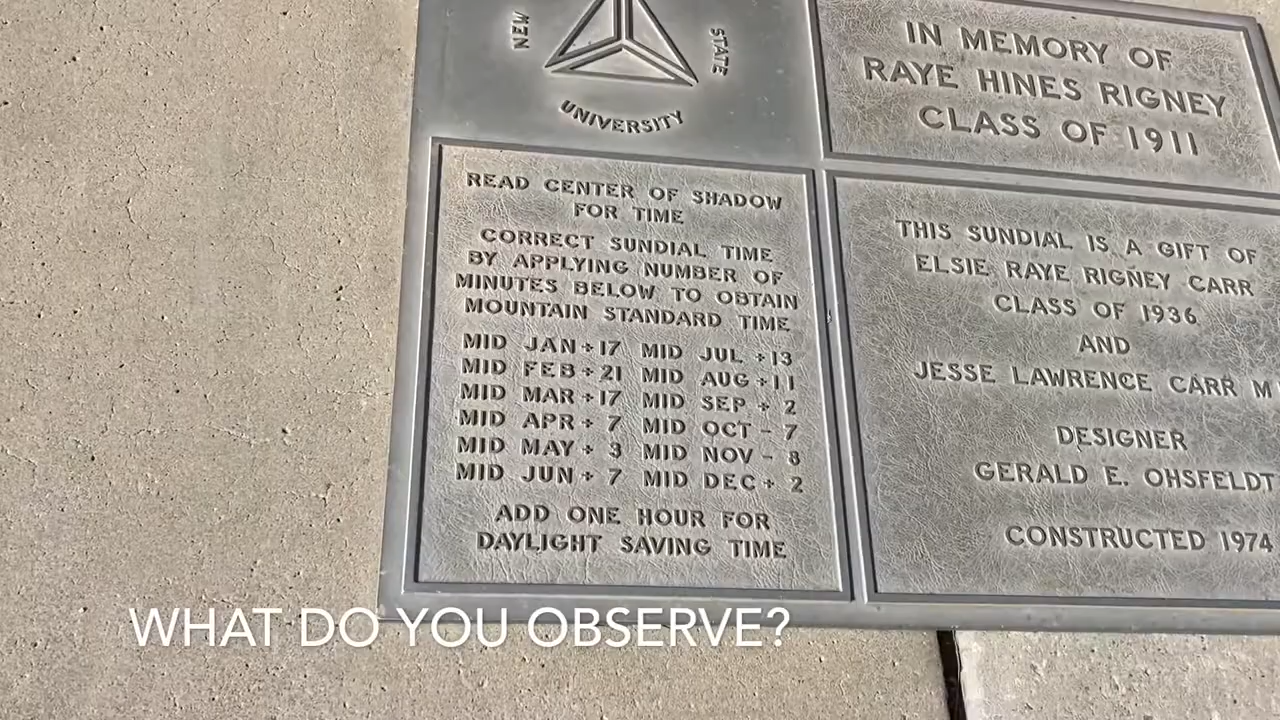 NEW
STATE
UNIVERSITY
IN MEMORY OF
RAYE HINES RIGNEY
CLASS OF 1911
READ CENTER OF SHADOW
FOR TIME
CORRECT SUNDIAL TIME
BY APPLYING NUMBER OF
MINUTES BELOW TO OBTAIN
MOUNTAIN STANDARD TIME
MID JAN + 17 MID JUL + 13
MID FEB + 21 MID AUG + 11
MID MAR + 17 MID SEP + 2
MID APR + 7 MID OCT - 7
MID MAY + 3 MID NOV - 8
MID JUN + 7 MID DEC + 2
ADD ONE HOUR FOR
DAYLIGHT SAVING TIME
THIS SUNDIAL IS A GIFT OF
ELSIE RAYE RIGNEY CARR
CLASS OF 1936
AND
JESSE LAWRENCE CARR M
DESIGNER
GERALD E. OHSFELDT
CONSTRUCTED 1974
WHAT DO YOU OBSERVE?